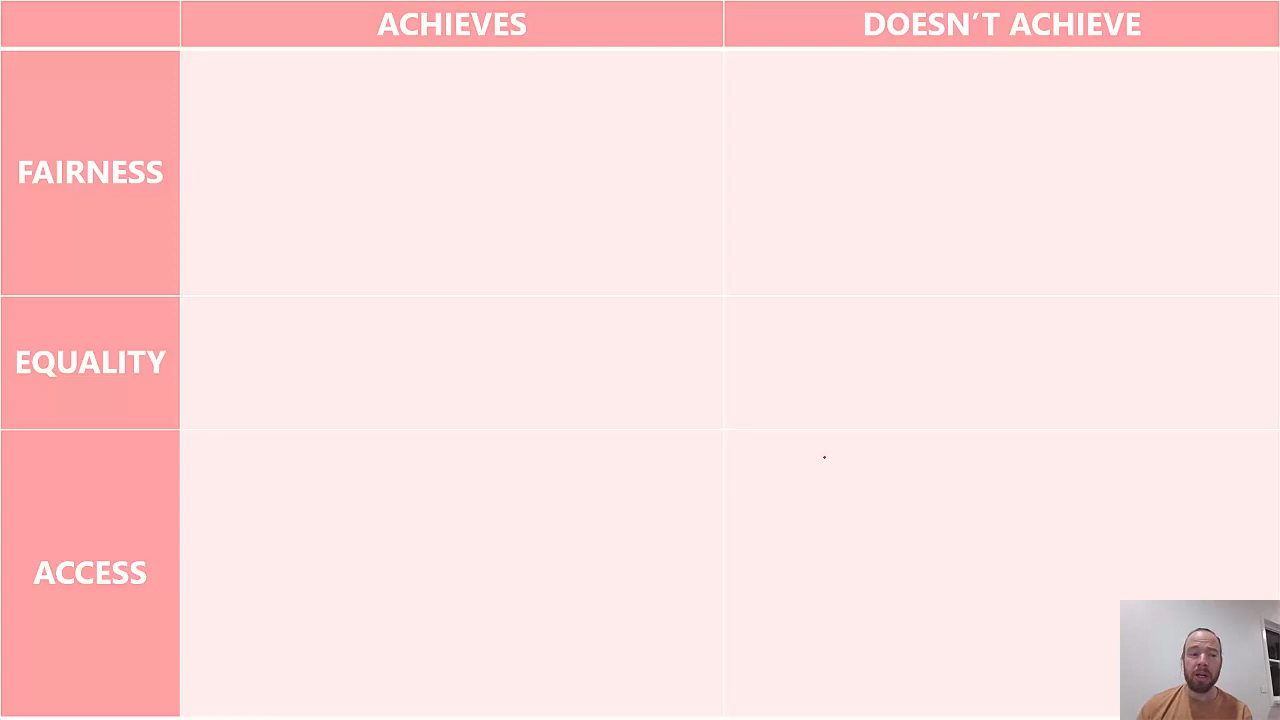 ACHIEVES
DOESN’T ACHIEVE
FAIRNESS
EQUALITY
ACCESS